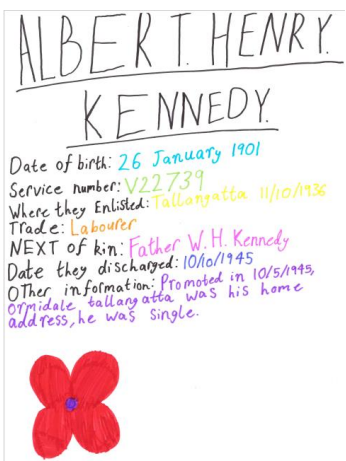 ALBERT. HENRY.
KENNEDY.
Date of birth: 26 January 1901
Service number: V22739
Where they Enlisted: Tallangatta 11/10/1936
Trade: Labourer
NEXT of kin: Father W. H. Kennedy
Date they discharged: 10/10/1945
Other information: Promoted in 10/5/1945,
Ormidale tallangatta was his home
address, he was single.